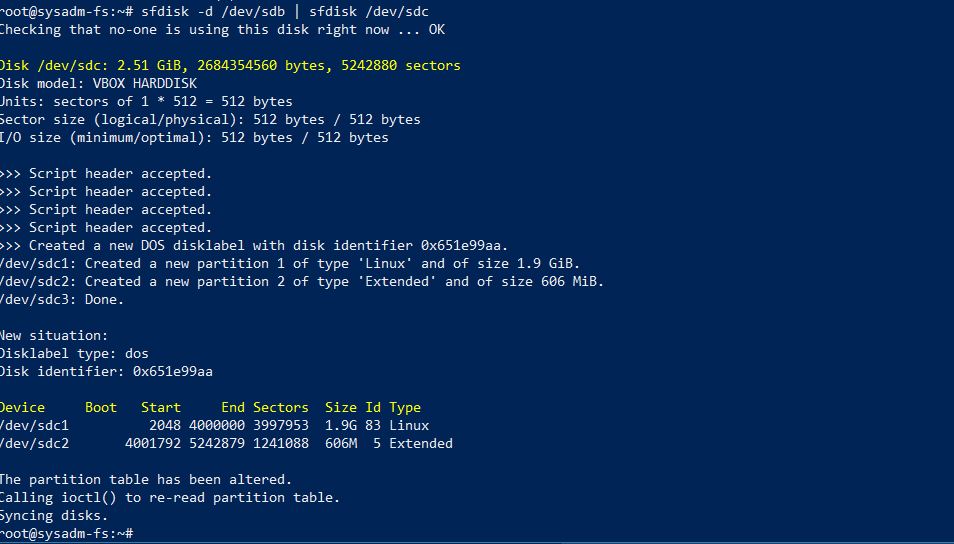 root@sysadm-fs:~# sfdisk -d /dev/sdb | sfdisk /dev/sdc
Checking that no-one is using this disk right now ... OK
Disk /dev/sdc: 2.51 GiB, 2684354560 bytes, 5242880 sectors
Disk model: VBOX HARDDISK
Units: sectors of 1 * 512 = 512 bytes
Sector size (logical/physical): 512 bytes / 512 bytes
I/O size (minimum/optimal): 512 bytes / 512 bytes
>>> Script header accepted.
>>> Script header accepted.
>>> Script header accepted.
>>> Script header accepted.
>>> Created a new DOS disklabel with disk identifier 0x651e99aa.
/dev/sdc1: Created a new partition 1 of type 'Linux' and of size 1.9 GiB.
/dev/sdc2: Created a new partition 2 of type 'Extended' and of size 606 MiB.
/dev/sdc3: Done.
New situation:
Disklabel type: dos
Disk identifier: 0x651e99aa
Device     Boot   Start     End Sectors  Size Id Type
/dev/sdc1          2048 4000000 3997953  1.9G 83 Linux
/dev/sdc2       4001792 5242879 1241088  606M  5 Extended
The partition table has been altered.
Calling ioctl() to re-read partition table.
Syncing disks.
root@sysadm-fs:~#